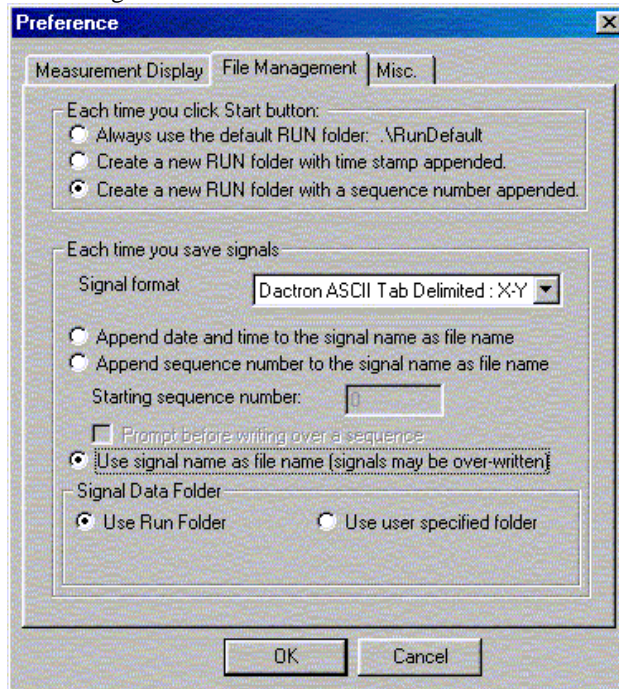 Preference
Measurement Display File Management Misc.
Each time you click Start button:
Always use the default RUN folder: .\RunDefault
Create a new RUN folder with time stamp appended.
Create a new RUN folder with a sequence number appended.
Each time you save signals
Signal format Dactron ASCII Tab Delimited : X-Y
Append date and time to the signal name as file name
Append sequence number to the signal name as file name
Starting sequence number: 0
Prompt before writing over a sequence
Use signal name as file name (signals may be over-written)
Signal Data Folder
Use Run Folder Use user specified folder
OK Cancel